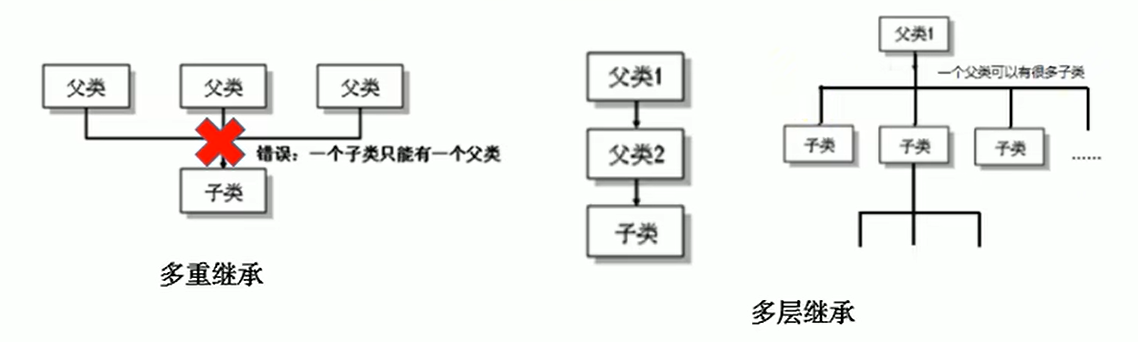 父类
父类
父类
错误：一个子类只能有一个父类
子类
多重继承
父类1
父类2
子类
父类1
一个父类可以有很多子类
子类
子类
子类
......
多层继承